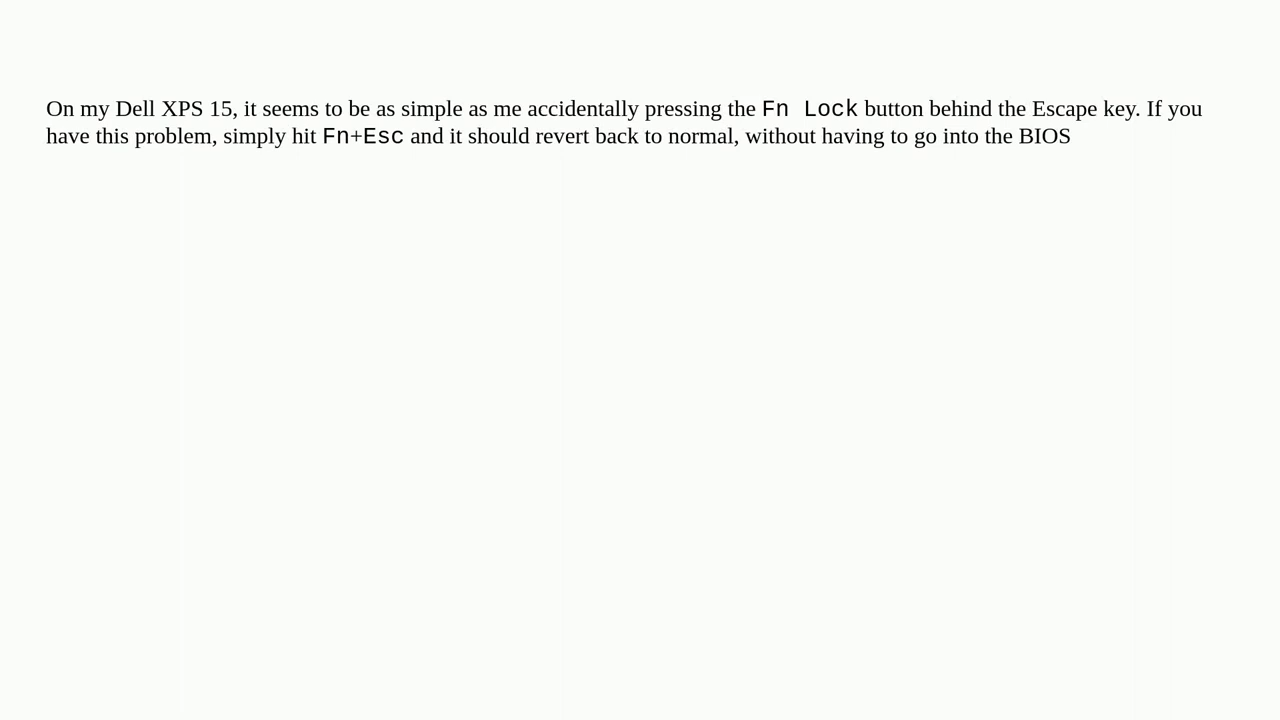 On my Dell XPS 15, it seems to be as simple as me accidentally pressing the Fn Lock button behind the Escape key. If you
have this problem, simply hit Fn+Esc and it should revert back to normal, without having to go into the BIOS